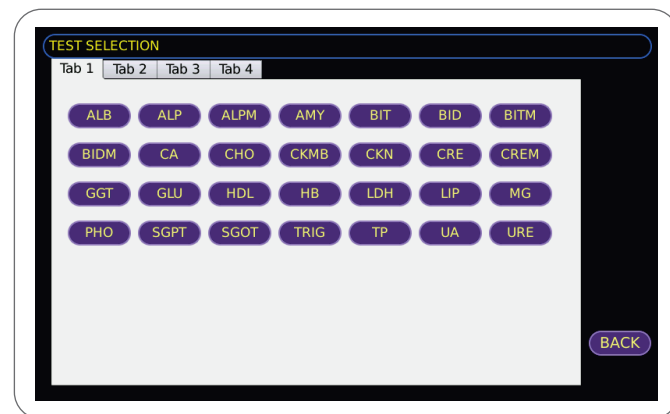 TEST SELECTION
Tab 1 Tab 2 Tab 3 Tab 4
ALB ALP ALPM AMY BIT BID BITM
BIDM CA CHO CKMB CKN CRE CREM
GGT GLU HDL HB LDH LIP MG
PHO SGPT SGOT TRIG TP UA URE
BACK